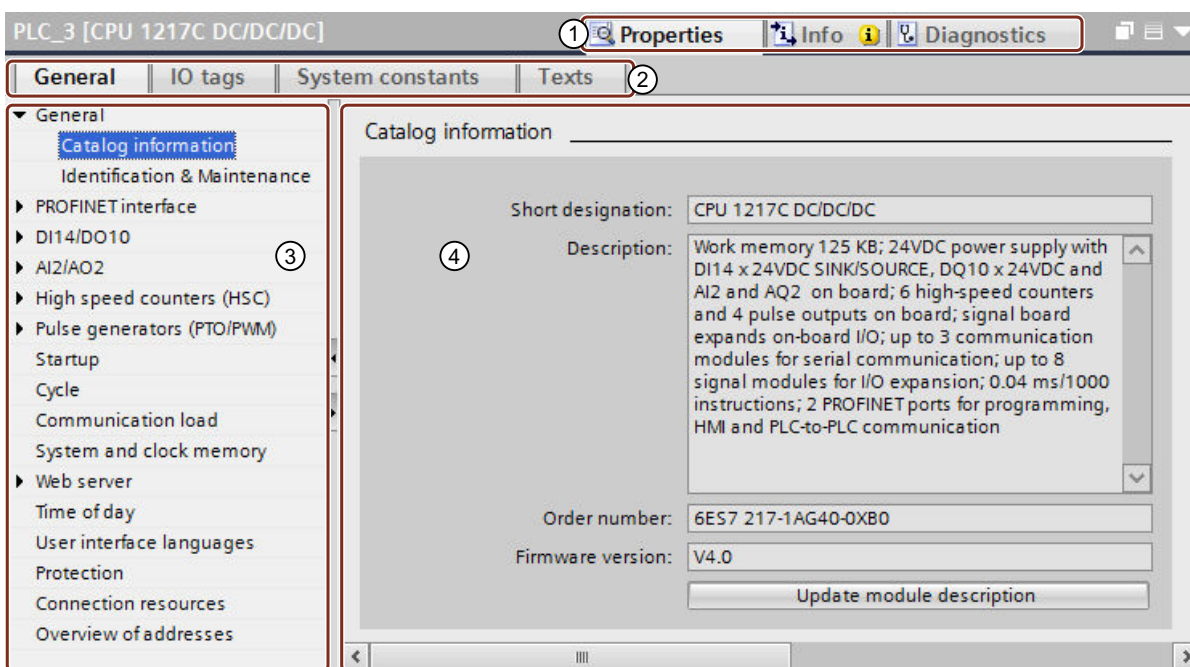 PLC_3 [CPU 1217C DC/DC/DC]
1 Properties Info Diagnostics
General IO tags System constants Texts 2
General
Catalog information
Identification & Maintenance
PROFINET interface
DI14/DO10
AI2/AO2
High speed counters (HSC)
Pulse generators (PTO/PWM)
Startup
Cycle
Communication load
System and clock memory
Web server
Time of day
User interface languages
Protection
Connection resources
Overview of addresses
3
Catalog information
4
Short designation: CPU 1217C DC/DC/DC
Description: Work memory 125 KB; 24VDC power supply with
DI14 x 24VDC SINK/SOURCE, DQ10 x 24VDC and
AI2 and AQ2 on board; 6 high-speed counters
and 4 pulse outputs on board; signal board
expands on-board I/O; up to 3 communication
modules for serial communication; up to 8
signal modules for I/O expansion; 0.04 ms/1000
instructions; 2 PROFINET ports for programming,
HMI and PLC-to-PLC communication
Order number: 6ES7 217-1AG40-0XB0
Firmware version: V4.0
Update module description